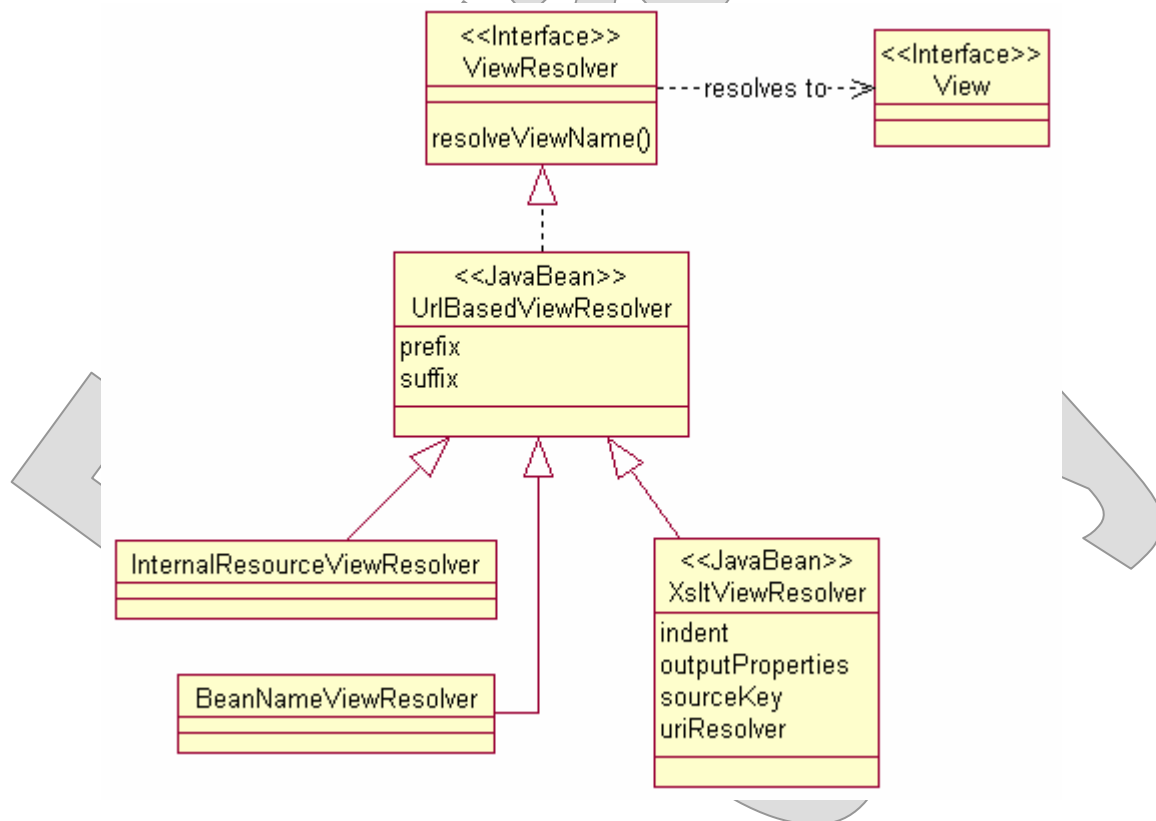 <<Interface>>
ViewResolver
resolveViewName()
resolves to
<<Interface>>
View
<<JavaBean>>
UrlBasedViewResolver
prefix
suffix
InternalResourceViewResolver
BeanNameViewResolver
<<JavaBean>>
XsltViewResolver
indent
outputProperties
sourceKey
uriResolver